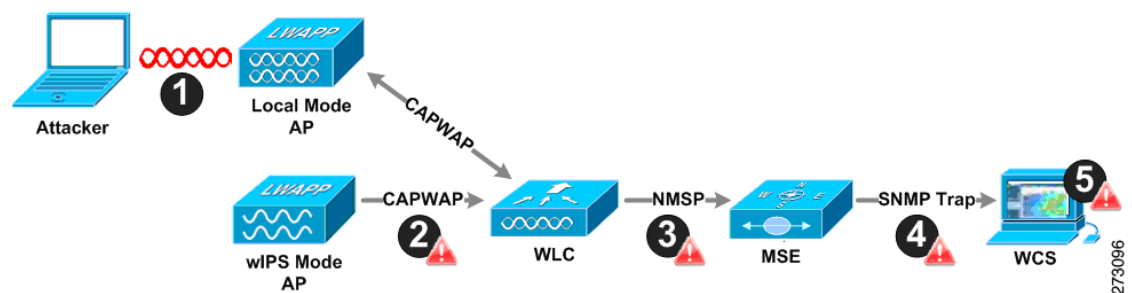 LWAPP
1
Attacker
Local Mode
AP
CAPWAP
LWAPP
wIPS Mode
AP
CAPWAP
2
WLC
NMSP
3
N
W E
S
MSE
SNMP Trap
4
5
WCS
273096